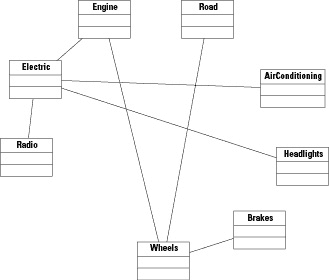 Engine
Road
Electric
AirConditioning
Radio
Headlights
Brakes
Wheels